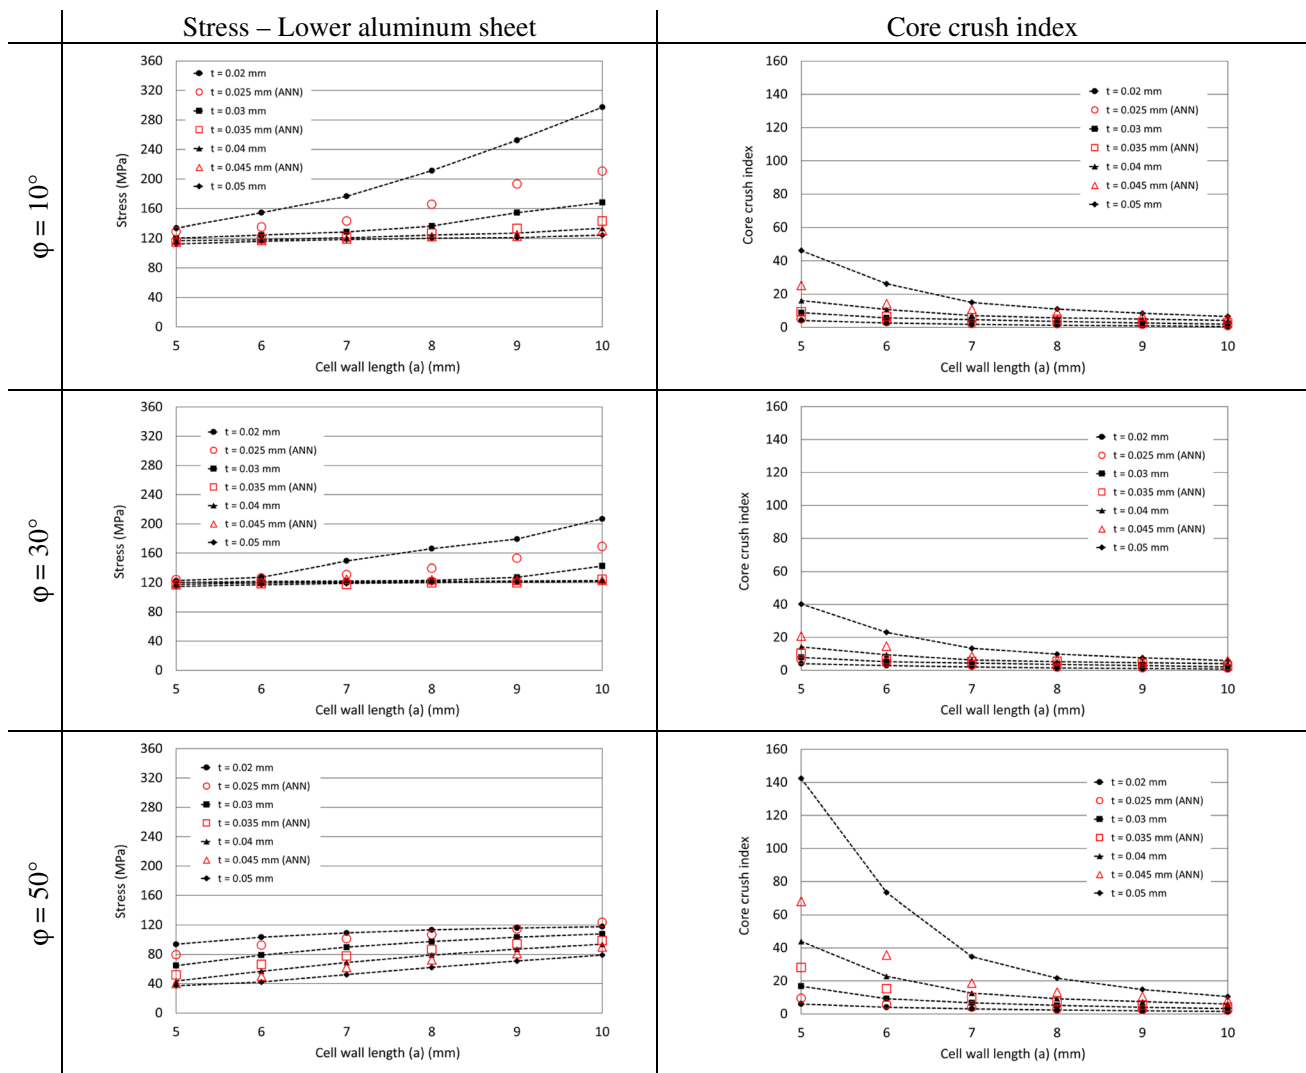 Stress – Lower aluminum sheet
Core crush index
φ = 10°
360
320
280
240
200
160
120
80
40
0
Stress (MPa)
t = 0.02 mm
t = 0.025 mm (ANN)
t = 0.03 mm
t = 0.035 mm (ANN)
t = 0.04 mm
t = 0.045 mm (ANN)
t = 0.05 mm
5 6 7 8 9 10
Cell wall length (a) (mm)
160
140
120
100
80
60
40
20
0
Core crush index
t = 0.02 mm
t = 0.025 mm (ANN)
t = 0.03 mm
t = 0.035 mm (ANN)
t = 0.04 mm
t = 0.045 mm (ANN)
t = 0.05 mm
5 6 7 8 9 10
Cell wall length (a) (mm)
φ = 30°
360
320
280
240
200
160
120
80
40
0
Stress (MPa)
t = 0.02 mm
t = 0.025 mm (ANN)
t = 0.03 mm
t = 0.035 mm (ANN)
t = 0.04 mm
t = 0.045 mm (ANN)
t = 0.05 mm
5 6 7 8 9 10
Cell wall length (a) (mm)
160
140
120
100
80
60
40
20
0
Core crush index
t = 0.02 mm
t = 0.025 mm (ANN)
t = 0.03 mm
t = 0.035 mm (ANN)
t = 0.04 mm
t = 0.045 mm (ANN)
t = 0.05 mm
5 6 7 8 9 10
Cell wall length (a) (mm)
φ = 50°
360
320
280
240
200
160
120
80
40
0
Stress (MPa)
t = 0.02 mm
t = 0.025 mm (ANN)
t = 0.03 mm
t = 0.035 mm (ANN)
t = 0.04 mm
t = 0.045 mm (ANN)
t = 0.05 mm
5 6 7 8 9 10
Cell wall length (a) (mm)
160
140
120
100
80
60
40
20
0
Core crush index
t = 0.02 mm
t = 0.025 mm (ANN)
t = 0.03 mm
t = 0.035 mm (ANN)
t = 0.04 mm
t = 0.045 mm (ANN)
t = 0.05 mm
5 6 7 8 9 10
Cell wall length (a) (mm)